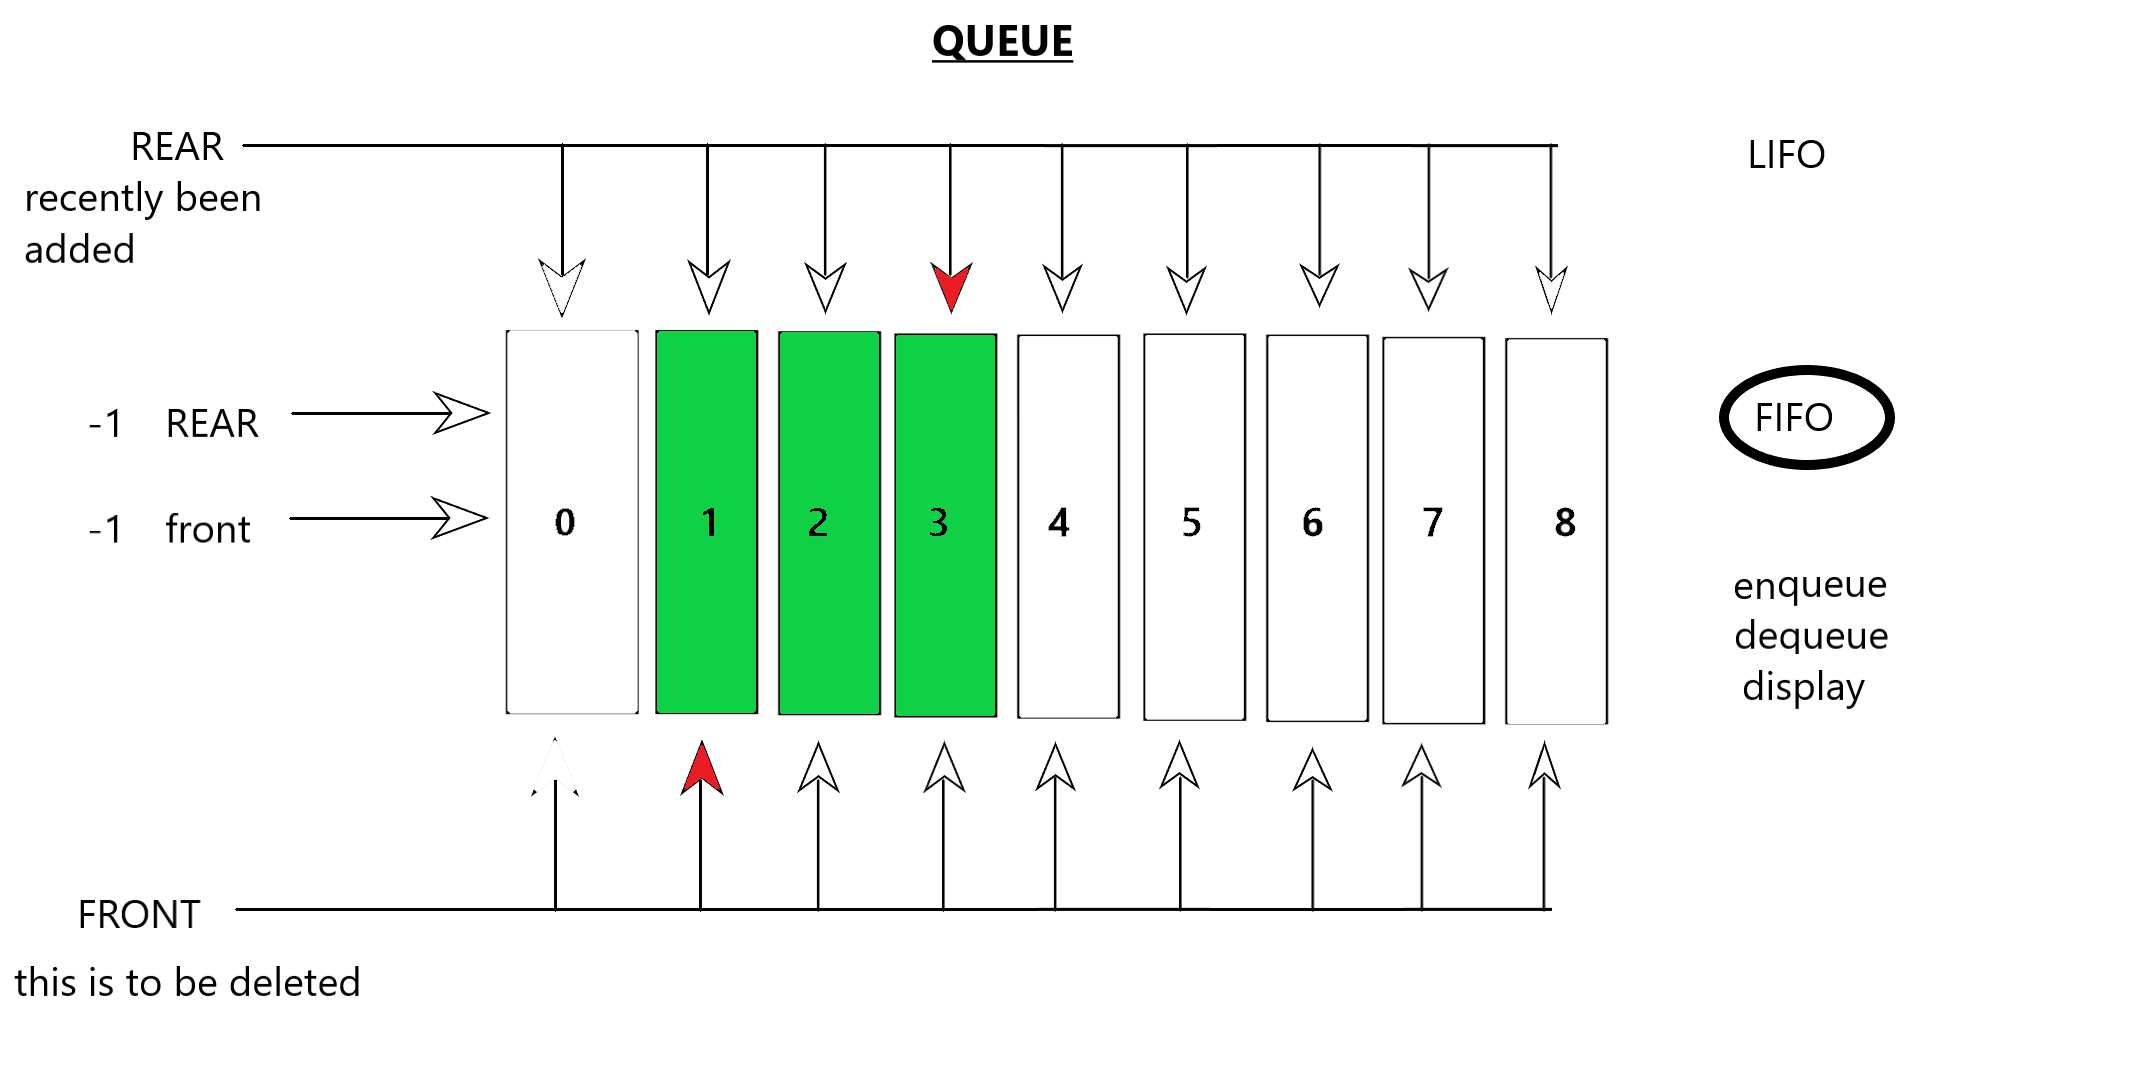 QUEUE
REAR
recently been
added
LIFO
-1 REAR
FIFO
-1 front
0 1 2 3 4 5 6 7 8
enqueue
dequeue
display
FRONT
this is to be deleted